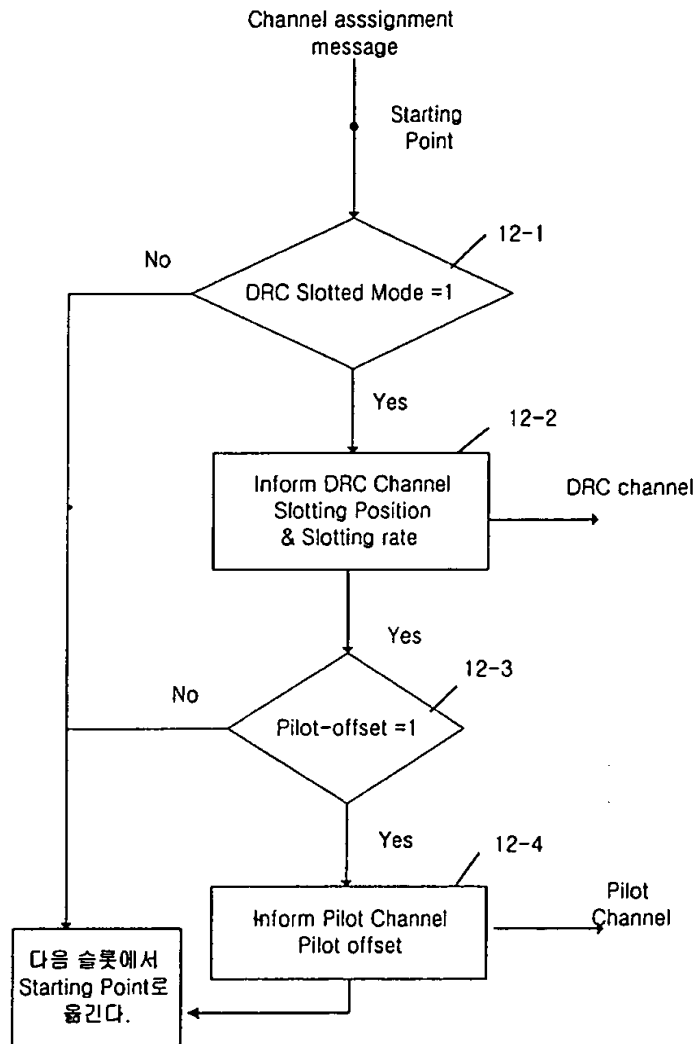 Channel asssignment
message
Starting
Point
12-1
No
DRC Slotted Mode =1
Yes
12-2
Inform DRC Channel
Slotting Position
& Slotting rate
DRC channel
Yes
12-3
No
Pilot-offset =1
Yes
12-4
Inform Pilot Channel
Pilot offset
Pilot
Channel
다음 슬롯에서
Starting Point로
옮긴다.